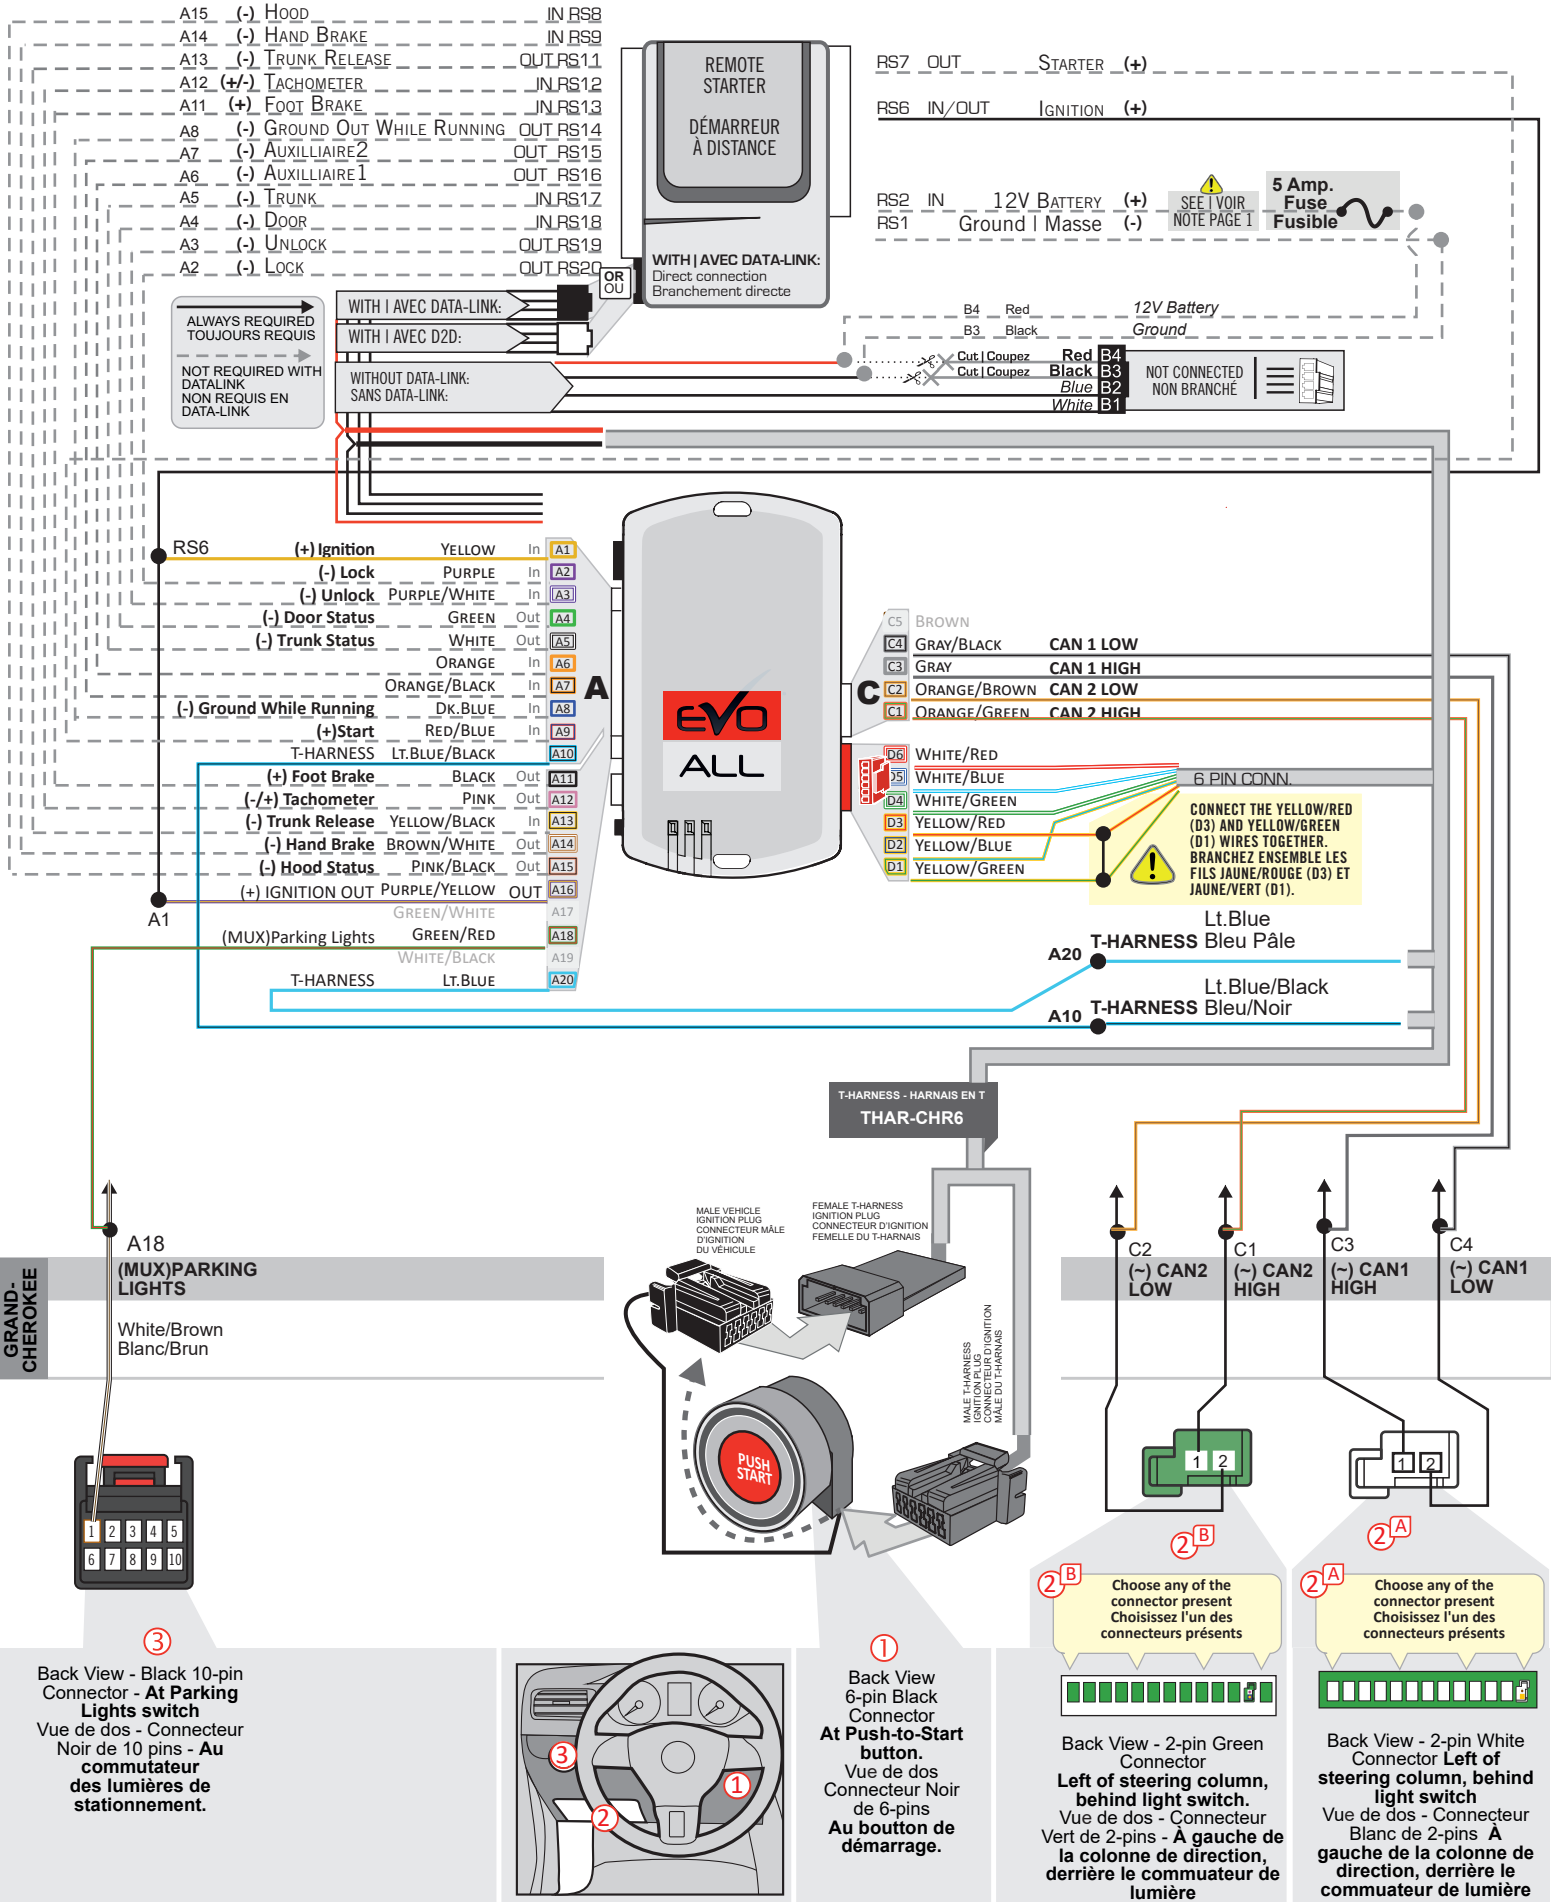 A15 (-) HOOD IN RS8
A14 (-) HAND BRAKE IN RS9
A13 (-) TRUNK RELEASE OUT RS11
A12 (+/-) TACHOMETER IN RS12
A11 (+) FOOT BRAKE IN RS13
A8 (-) GROUND OUT WHILE RUNNING OUT RS14
A7 (-) AUXILLIAIRE2 OUT RS15
A6 (-) AUXILLIAIRE1 OUT RS16
A5 (-) TRUNK IN RS17
A4 (-) DOOR IN RS18
A3 (-) UNLOCK OUT RS19
A2 (-) LOCK OUT RS20
REMOTE
STARTER
DÉMARREUR
À DISTANCE
WITH | AVEC DATA-LINK:
Direct connection
Branchement directe
OR
OU
RS7 OUT STARTER (+)
RS6 IN/OUT IGNITION (+)
RS2 IN 12V BATTERY (+)
RS1 Ground | Masse (-)
SEE | VOIR
NOTE PAGE 1
5 Amp.
Fuse
Fusible
ALWAYS REQUIRED
TOUJOURS REQUIS
NOT REQUIRED WITH
DATALINK
NON REQUIS EN
DATA-LINK
WITH | AVEC DATA-LINK:
WITH | AVEC D2D:
WITHOUT DATA-LINK:
SANS DATA-LINK:
B4 Red 12V Battery
B3 Black Ground
Cut | Coupez Red B4
Cut | Coupez Black B3
Blue B2
White B1
NOT CONNECTED
NON BRANCHÉ
RS6 (+) Ignition YELLOW In A1
(-) Lock PURPLE In A2
(-) Unlock PURPLE/WHITE In A3
(-) Door Status GREEN Out A4
(-) Trunk Status WHITE Out A5
ORANGE In A6
ORANGE/BLACK In A7
(-) Ground While Running DK.BLUE In A8
(+)Start RED/BLUE In A9
T-HARNESS LT.BLUE/BLACK A10
(+) Foot Brake BLACK Out A11
(-/+) Tachometer PINK Out A12
(-) Trunk Release YELLOW/BLACK In A13
(-) Hand Brake BROWN/WHITE Out A14
(-) Hood Status PINK/BLACK Out A15
(+) IGNITION OUT PURPLE/YELLOW OUT A16
A1
GREEN/WHITE A17
(MUX)Parking Lights GREEN/RED A18
WHITE/BLACK A19
T-HARNESS LT.BLUE A20
A
EVO
ALL
C
C5 BROWN
C4 GRAY/BLACK CAN 1 LOW
C3 GRAY CAN 1 HIGH
C2 ORANGE/BROWN CAN 2 LOW
C1 ORANGE/GREEN CAN 2 HIGH
D6 WHITE/RED
D5 WHITE/BLUE
D4 WHITE/GREEN
D3 YELLOW/RED
D2 YELLOW/BLUE
D1 YELLOW/GREEN
6 PIN CONN.
CONNECT THE YELLOW/RED
(D3) AND YELLOW/GREEN
(D1) WIRES TOGETHER.
BRANCHEZ ENSEMBLE LES
FILS JAUNE/ROUGE (D3) ET
JAUNE/VERT (D1).
Lt.Blue
A20 T-HARNESS Bleu Pâle
Lt.Blue/Black
A10 T-HARNESS Bleu/Noir
T-HARNESS - HARNAIS EN T
THAR-CHR6
MALE VEHICLE
IGNITION PLUG
CONNECTEUR MÂLE
D'IGNITION
DU VÉHICULE
FEMALE T-HARNESS
IGNITION PLUG
CONNECTEUR D'IGNITION
FEMELLE DU T-HARNAIS
MALE T-HARNESS
IGNITION PLUG
CONNECTEUR D'IGNITION
MÂLE DU T-HARNAIS
PUSH
START
GRAND-
CHEROKEE
A18
(MUX)PARKING
LIGHTS
White/Brown
Blanc/Brun
C2
(~) CAN2
LOW
C1
(~) CAN2
HIGH
C3
(~) CAN1
HIGH
C4
(~) CAN1
LOW
1 2 3 4 5
6 7 8 9 10
1 2
1 2
2 B
2 A
3
Back View - Black 10-pin
Connector - At Parking
Lights switch
Vue de dos - Connecteur
Noir de 10 pins - Au
commutateur
des lumières de
stationnement.
3
2
1
1
Back View
6-pin Black
Connector
At Push-to-Start
button.
Vue de dos
Connecteur Noir
de 6-pins
Au boutton de
démarrage.
2 B
Choose any of the
connector present
Choisissez l'un des
connecteurs présents
Back View - 2-pin Green
Connector
Left of steering column,
behind light switch.
Vue de dos - Connecteur
Vert de 2-pins - À gauche de
la colonne de direction,
derrière le commuateur de
lumière
2 A
Choose any of the
connector present
Choisissez l'un des
connecteurs présents
Back View - 2-pin White
Connector Left of
steering column, behind
light switch
Vue de dos - Connecteur
Blanc de 2-pins À
gauche de la colonne de
direction, derrière le
commuateur de lumière